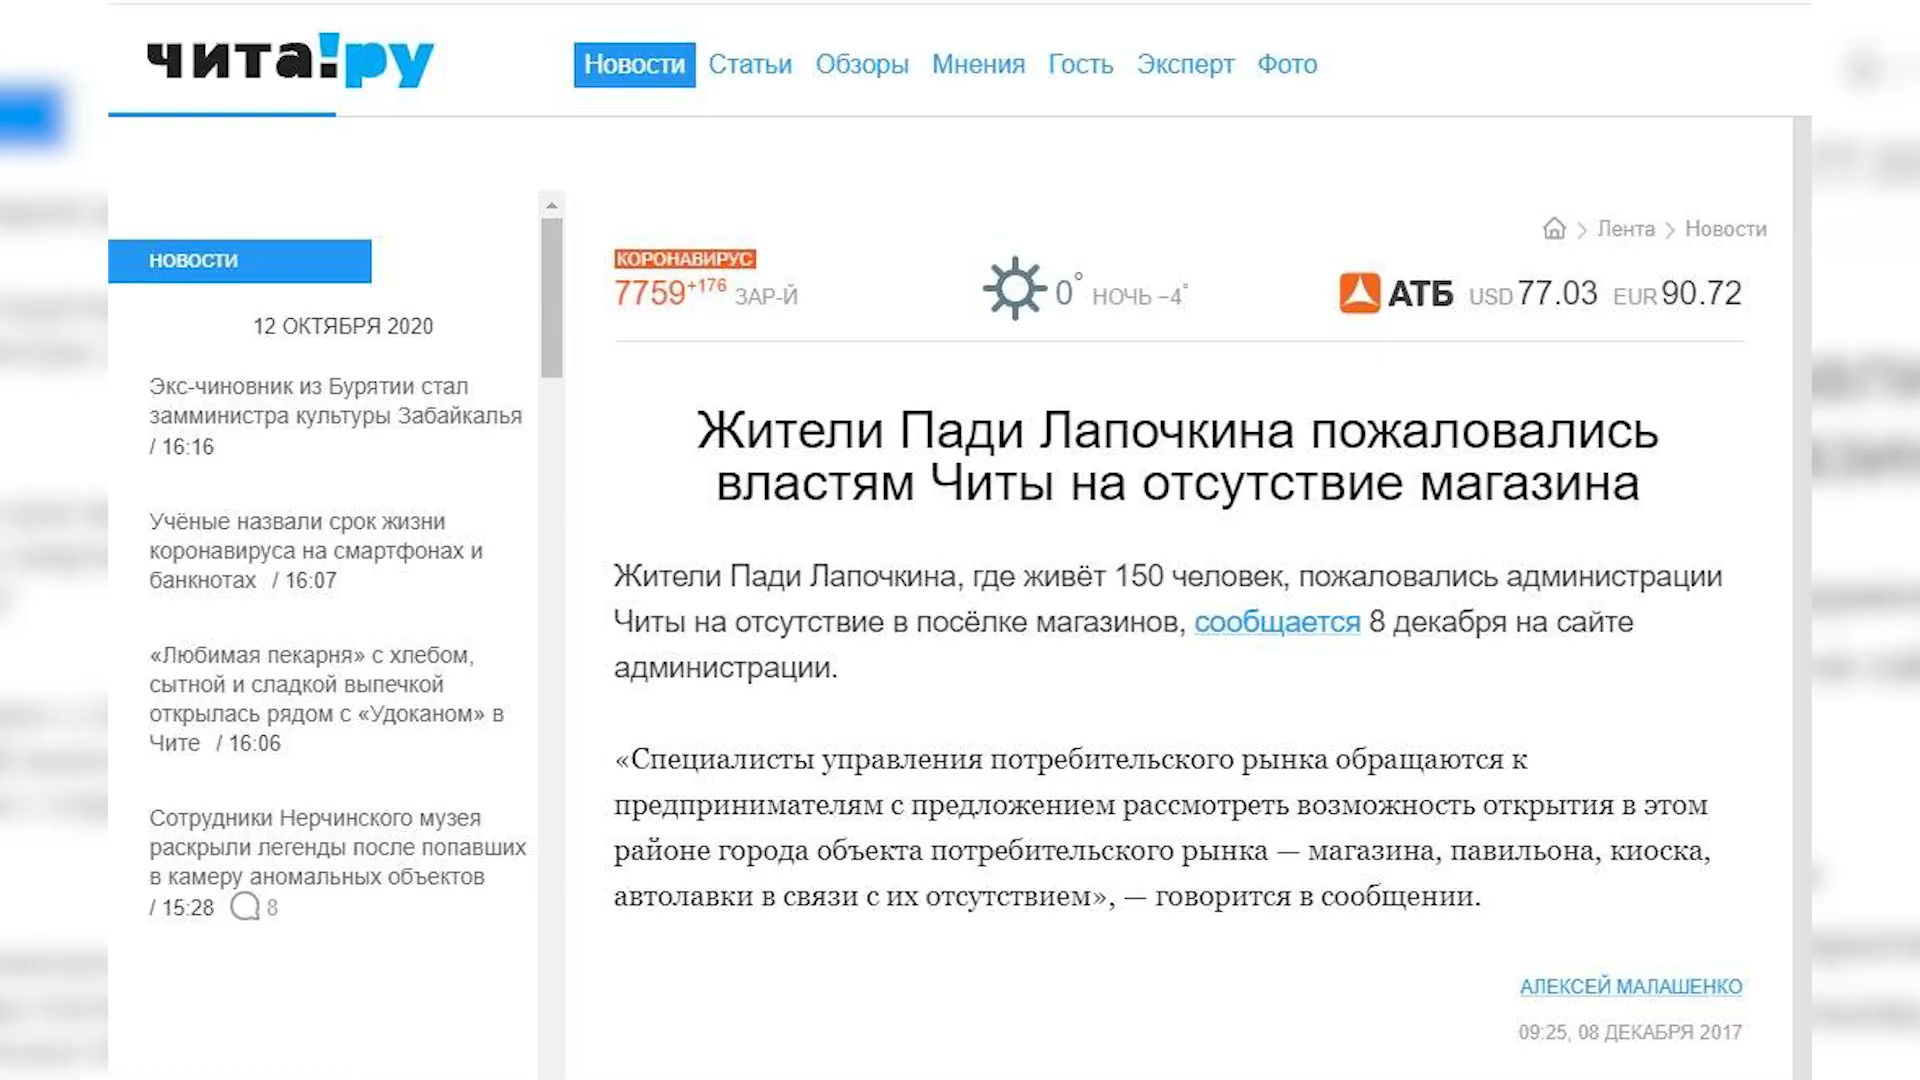 чита!ру
Новости Статьи Обзоры Мнения Гость Эксперт Фото
Лента Новости
НОВОСТИ
12 ОКТЯБРЯ 2020
Экс-чиновник из Бурятии стал
замминистра культуры Забайкалья
/ 16:16
Учёные назвали срок жизни
коронавируса на смартфонах и
банкнотах / 16:07
«Любимая пекарня» с хлебом,
сытной и сладкой выпечкой
открылась рядом с «Удоканом» в
Чите / 16:06
Сотрудники Нерчинского музея
раскрыли легенды после попавших
в камеру аномальных объектов
/ 15:28 8
КОРОНАВИРУС
7759+176 ЗАР-Й
0° НОЧЬ –4°
АТБ USD 77.03 EUR 90.72
Жители Пади Лапочкина пожаловались
властям Читы на отсутствие магазина
Жители Пади Лапочкина, где живёт 150 человек, пожаловались администрации
Читы на отсутствие в посёлке магазинов, сообщается 8 декабря на сайте
администрации.
«Специалисты управления потребительского рынка обращаются к
предпринимателям с предложением рассмотреть возможность открытия в этом
районе города объекта потребительского рынка — магазина, павильона, киоска,
автолавки в связи с их отсутствием», — говорится в сообщении.
АЛЕКСЕЙ МАЛАШЕНКО
09:25, 08 ДЕКАБРЯ 2017